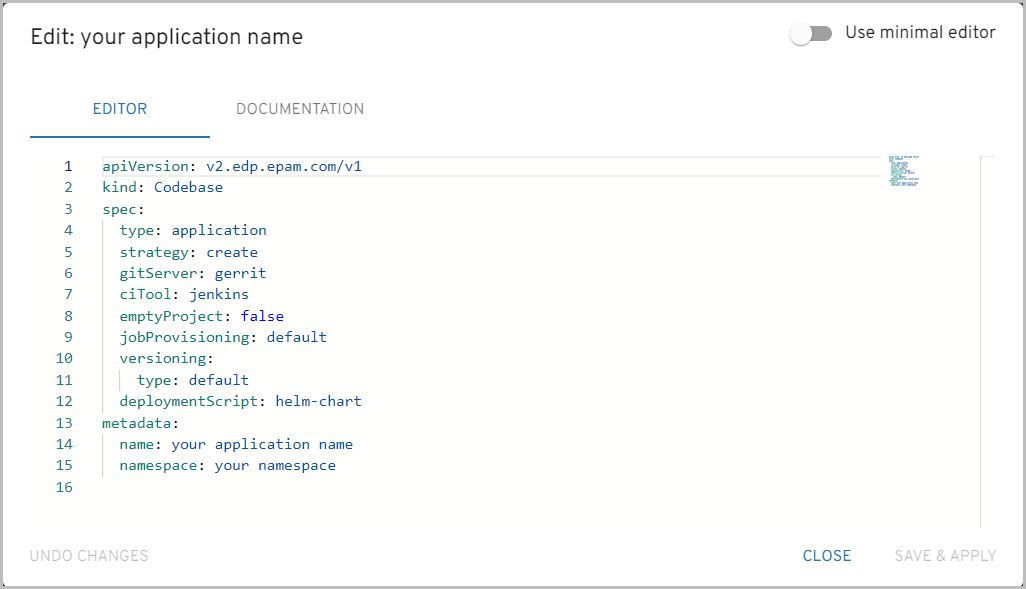 Edit: your application name
Use minimal editor
EDITOR
DOCUMENTATION
1 apiVersion: v2.edp.epam.com/v1
2 kind: Codebase
3 spec:
4 type: application
5 strategy: create
6 gitServer: gerrit
7 ciTool: jenkins
8 emptyProject: false
9 jobProvisioning: default
10 versioning:
11 type: default
12 deploymentScript: helm-chart
13 metadata:
14 name: your application name
15 namespace: your namespace
16
UNDO CHANGES
CLOSE
SAVE & APPLY